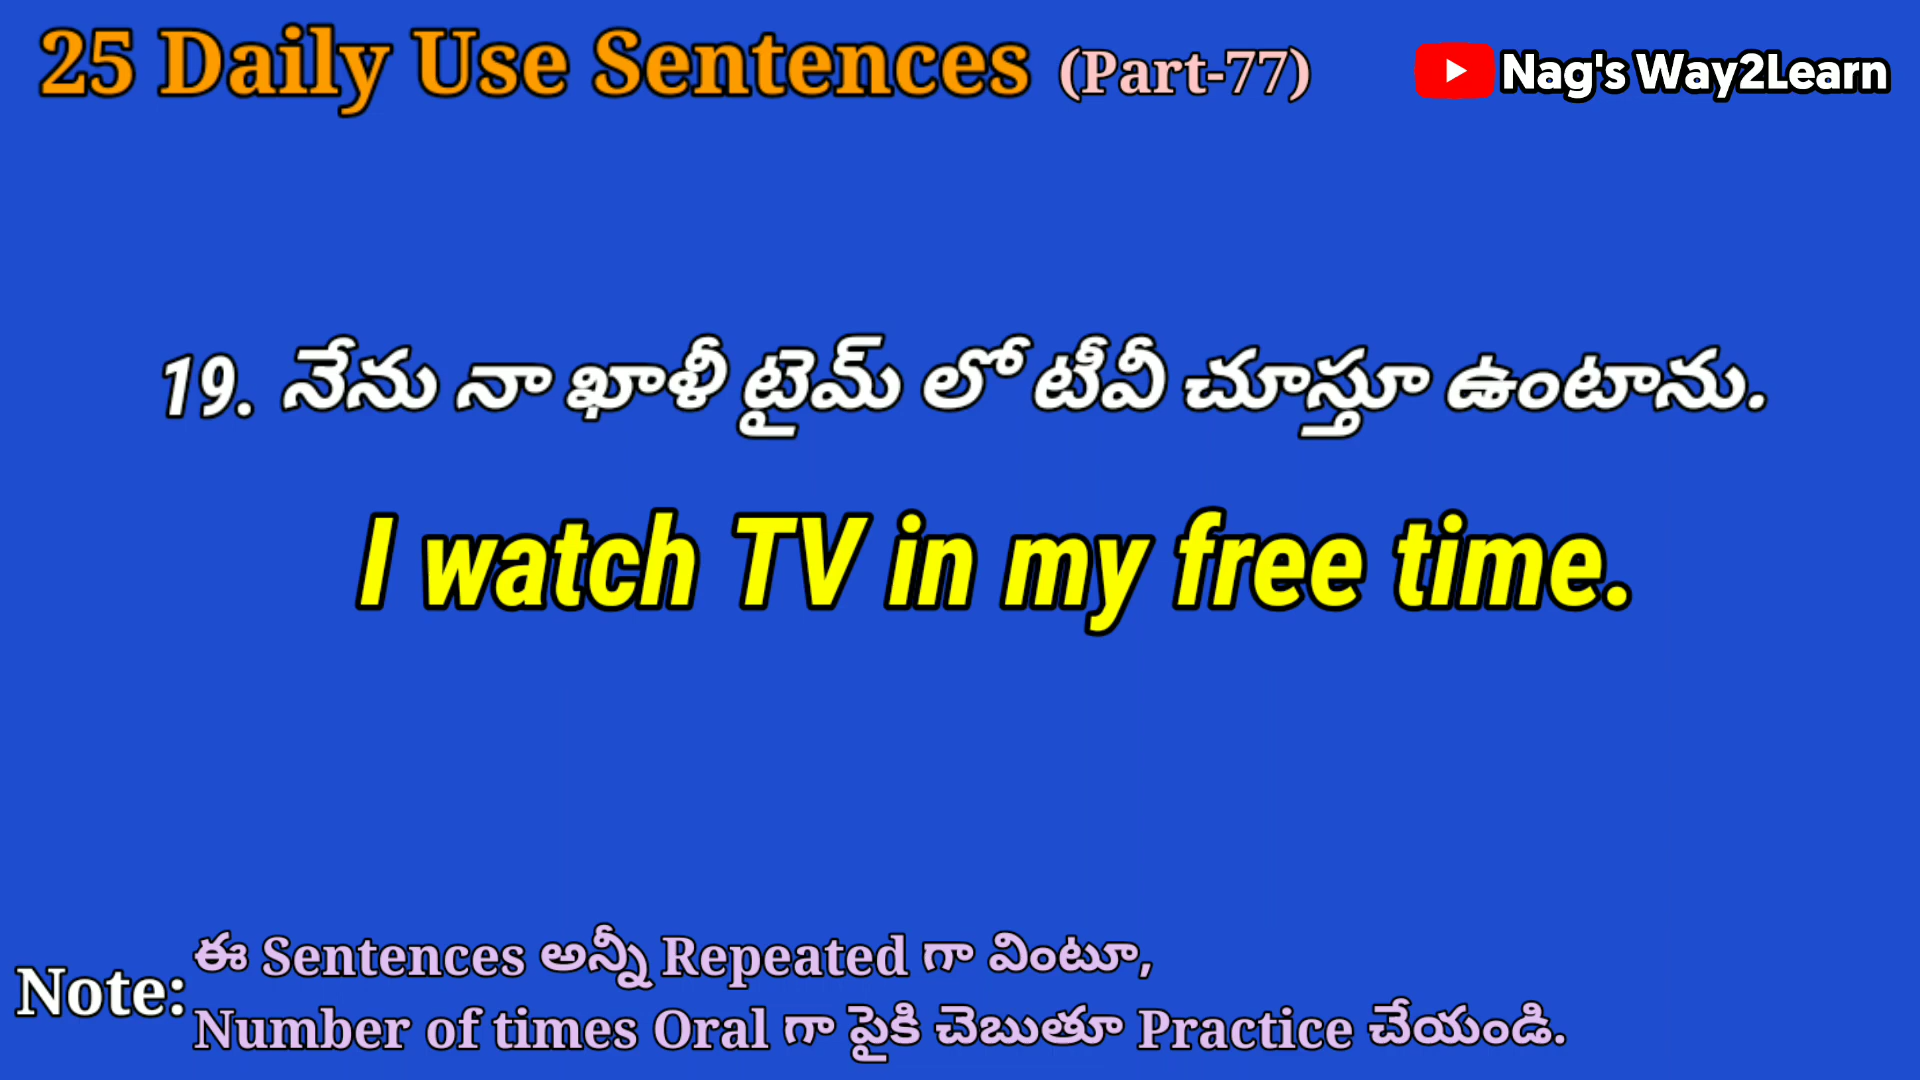 25 Daily Use Sentences (Part-77) Nag's Way2Learn
19. నేను నా ఖాళీ టైమ్ లో టీవీ చూస్తూ ఉంటాను.
I watch TV in my free time.
Note: ఈ Sentences అన్నీ Repeated గా వింటూ,
Number of times Oral గా పైకి చెబుతూ Practice చేయండి.